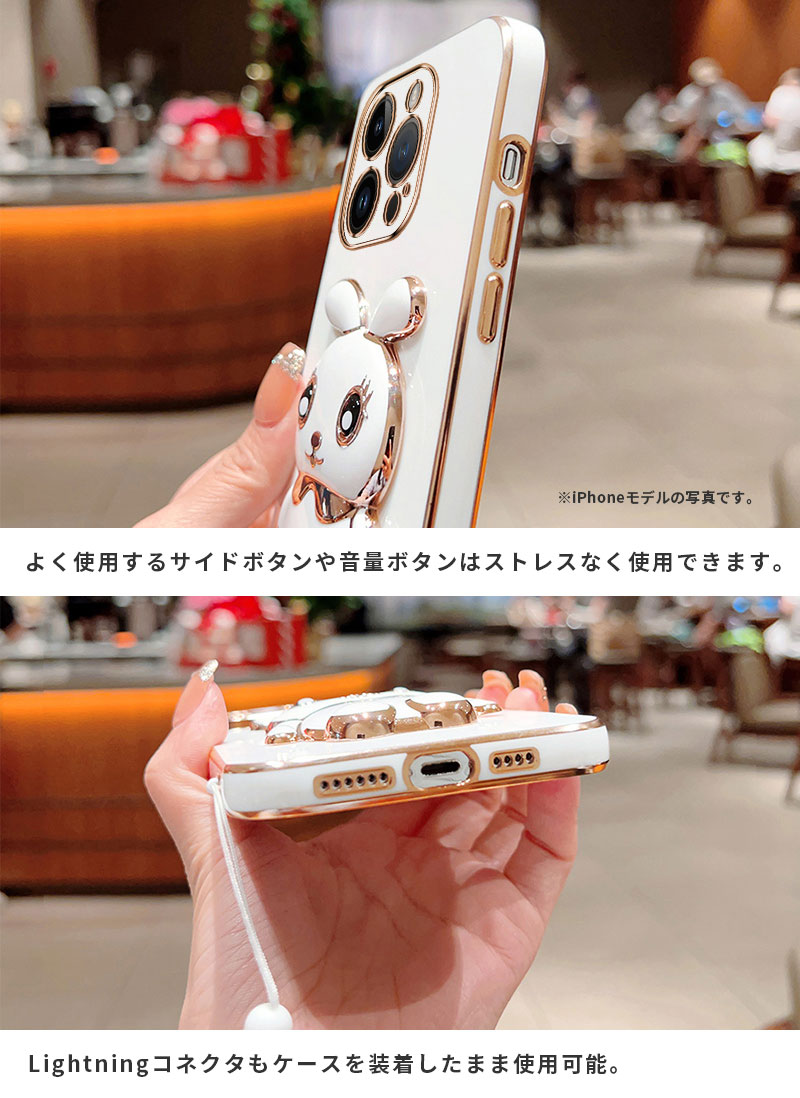 ※iPhoneモデルの写真です。
よく使用するサイドボタンや音量ボタンはストレスなく使用できます。
Lightningコネクタもケースを装着したまま使用可能。